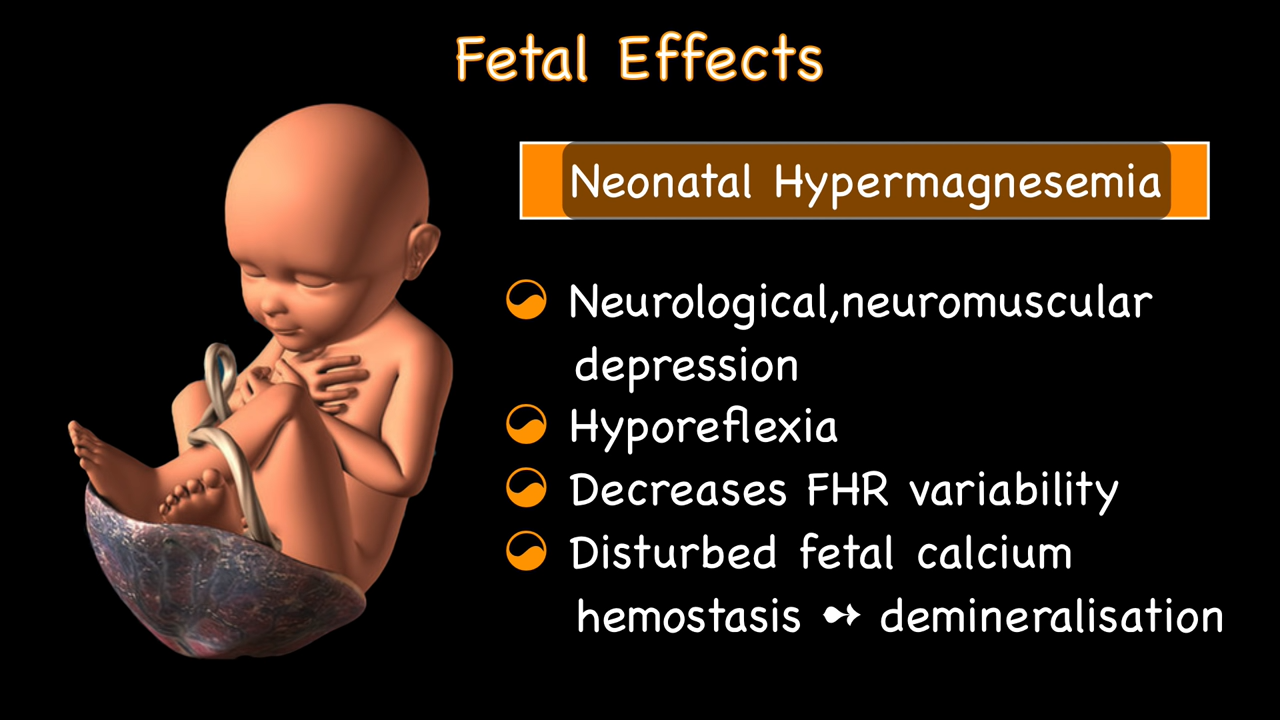 Fetal Effects
Neonatal Hypermagnesemia
Neurological,neuromuscular
depression
Hyporeflexia
Decreases FHR variability
Disturbed fetal calcium
hemostasis ➻ demineralisation